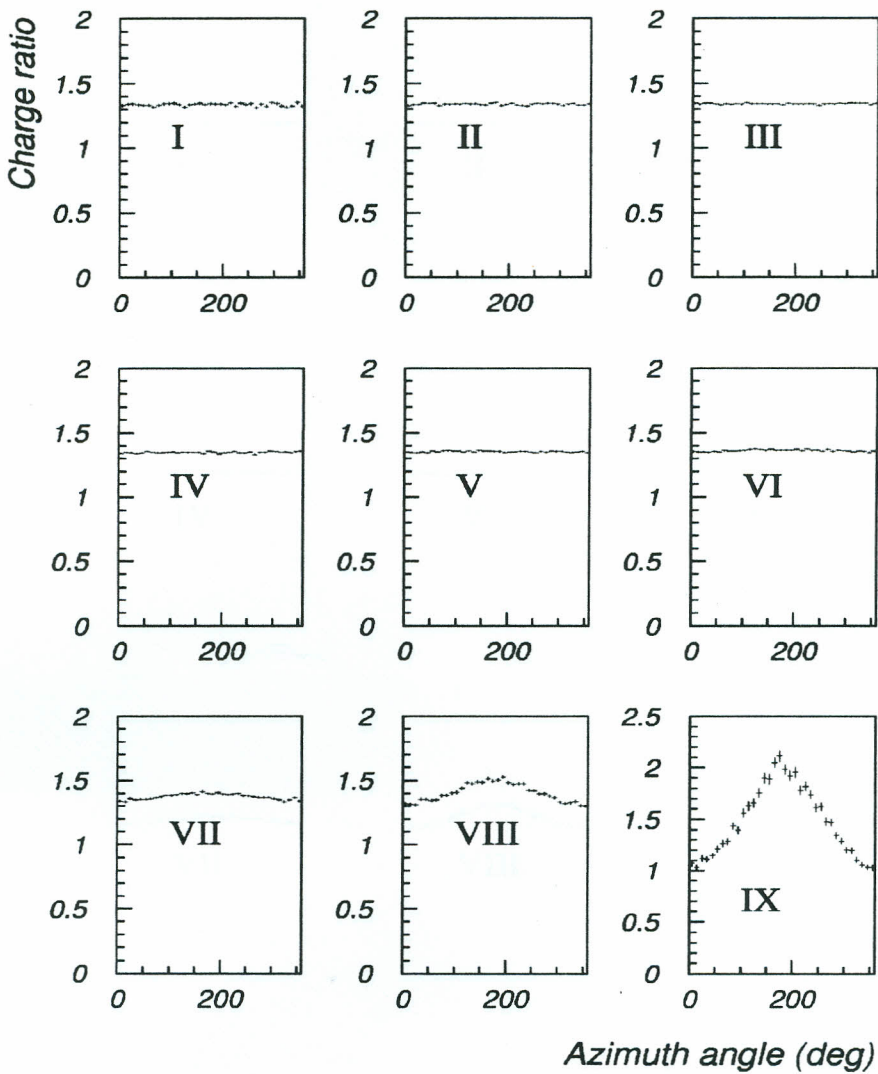 Charge ratio
2 2 2
1.5 1.5 1.5
1 I 1 II 1 III
0.5 0.5 0.5
0 0 0
0 200 0 200 0 200
2 2 2
1.5 1.5 1.5
1 IV 1 V 1 VI
0.5 0.5 0.5
0 0 0
0 200 0 200 0 200
2 2 2.5
1.5 1.5 2
VII VIII 1.5
1 1 1
0.5 0.5 IX 0.5
0 0 0
0 200 0 200 0 200
Azimuth angle (deg)